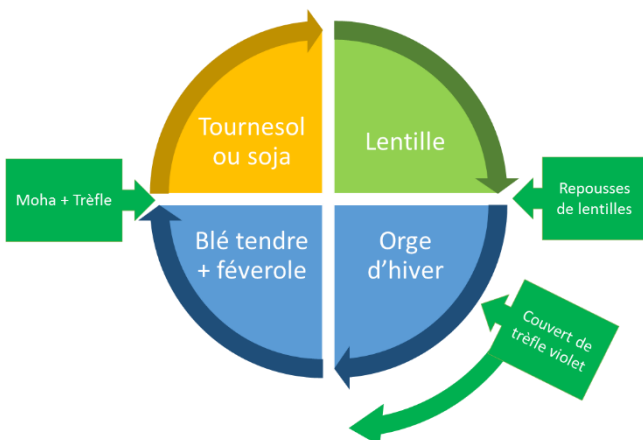 Tournesol
ou soja
Lentille
Moha + Trèfle
Repousses
de lentilles
Blé tendre
+ féverole
Orge
d'hiver
Couvert de
trèfle violet